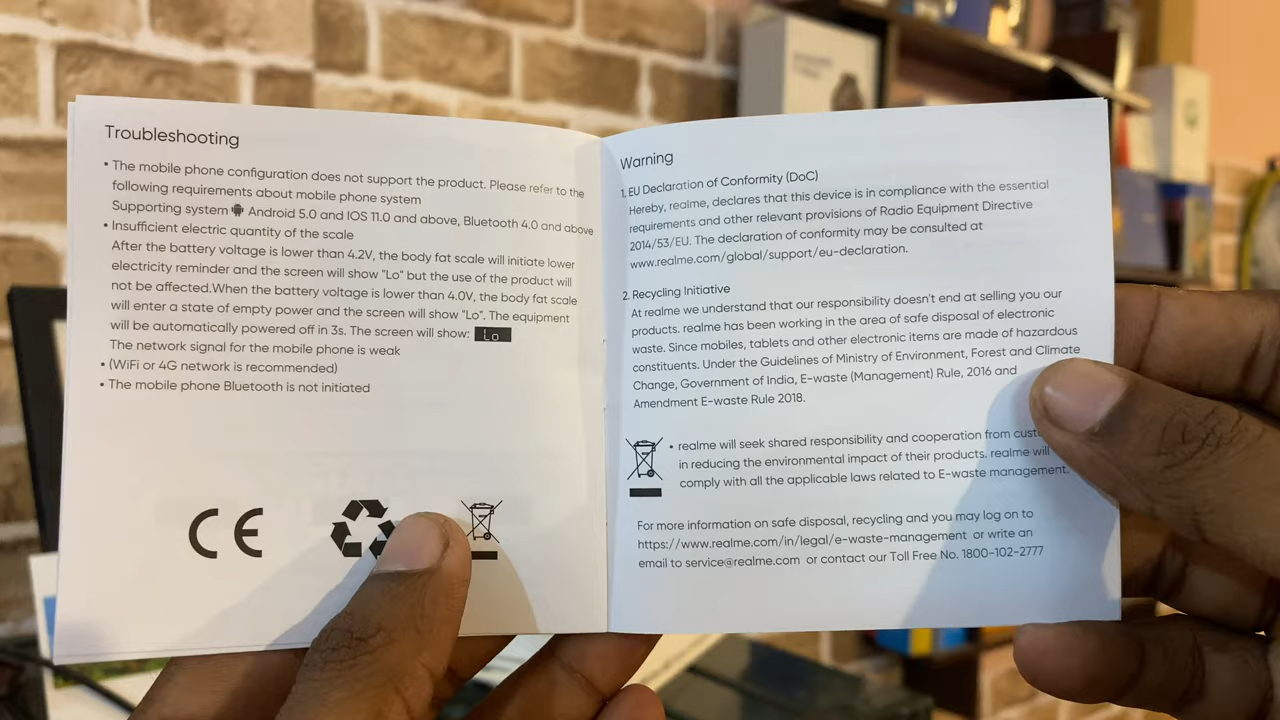 Troubleshooting
• The mobile phone configuration does not support the product. Please refer to the
following requirements about mobile phone system
Supporting system Android 5.0 and IOS 11.0 and above, Bluetooth 4.0 and above
• Insufficient electric quantity of the scale
After the battery voltage is lower than 4.2V, the body fat scale will initiate lower
electricity reminder and the screen will show "Lo" but the use of the product will
not be affected.When the battery voltage is lower than 4.0V, the body fat scale
will enter a state of empty power and the screen will show "Lo". The equipment
will be automatically powered off in 3s. The screen will show: Lo
The network signal for the mobile phone is weak
• (WiFi or 4G network is recommended)
• The mobile phone Bluetooth is not initiated
CE
Warning
1. EU Declaration of Conformity (DoC)
Hereby, realme, declares that this device is in compliance with the essential
requirements and other relevant provisions of Radio Equipment Directive
2014/53/EU. The declaration of conformity may be consulted at
www.realme.com/global/support/eu-declaration.
2. Recycling Initiative
At realme we understand that our responsibility doesn't end at selling you our
products. realme has been working in the area of safe disposal of electronic
waste. Since mobiles, tablets and other electronic items are made of hazardous
constituents. Under the Guidelines of Ministry of Environment, Forest and Climate
Change, Government of India, E-waste (Management) Rule, 2016 and
Amendment E-waste Rule 2018.
• realme will seek shared responsibility and cooperation from
in reducing the environmental impact of their products. realme will
comply with all the applicable laws related to E-waste management.
For more information on safe disposal, recycling and you may log on to
https://www.realme.com/in/legal/e-waste-management or write an
email to service@realme.com or contact our Toll Free No. 1800-102-2777